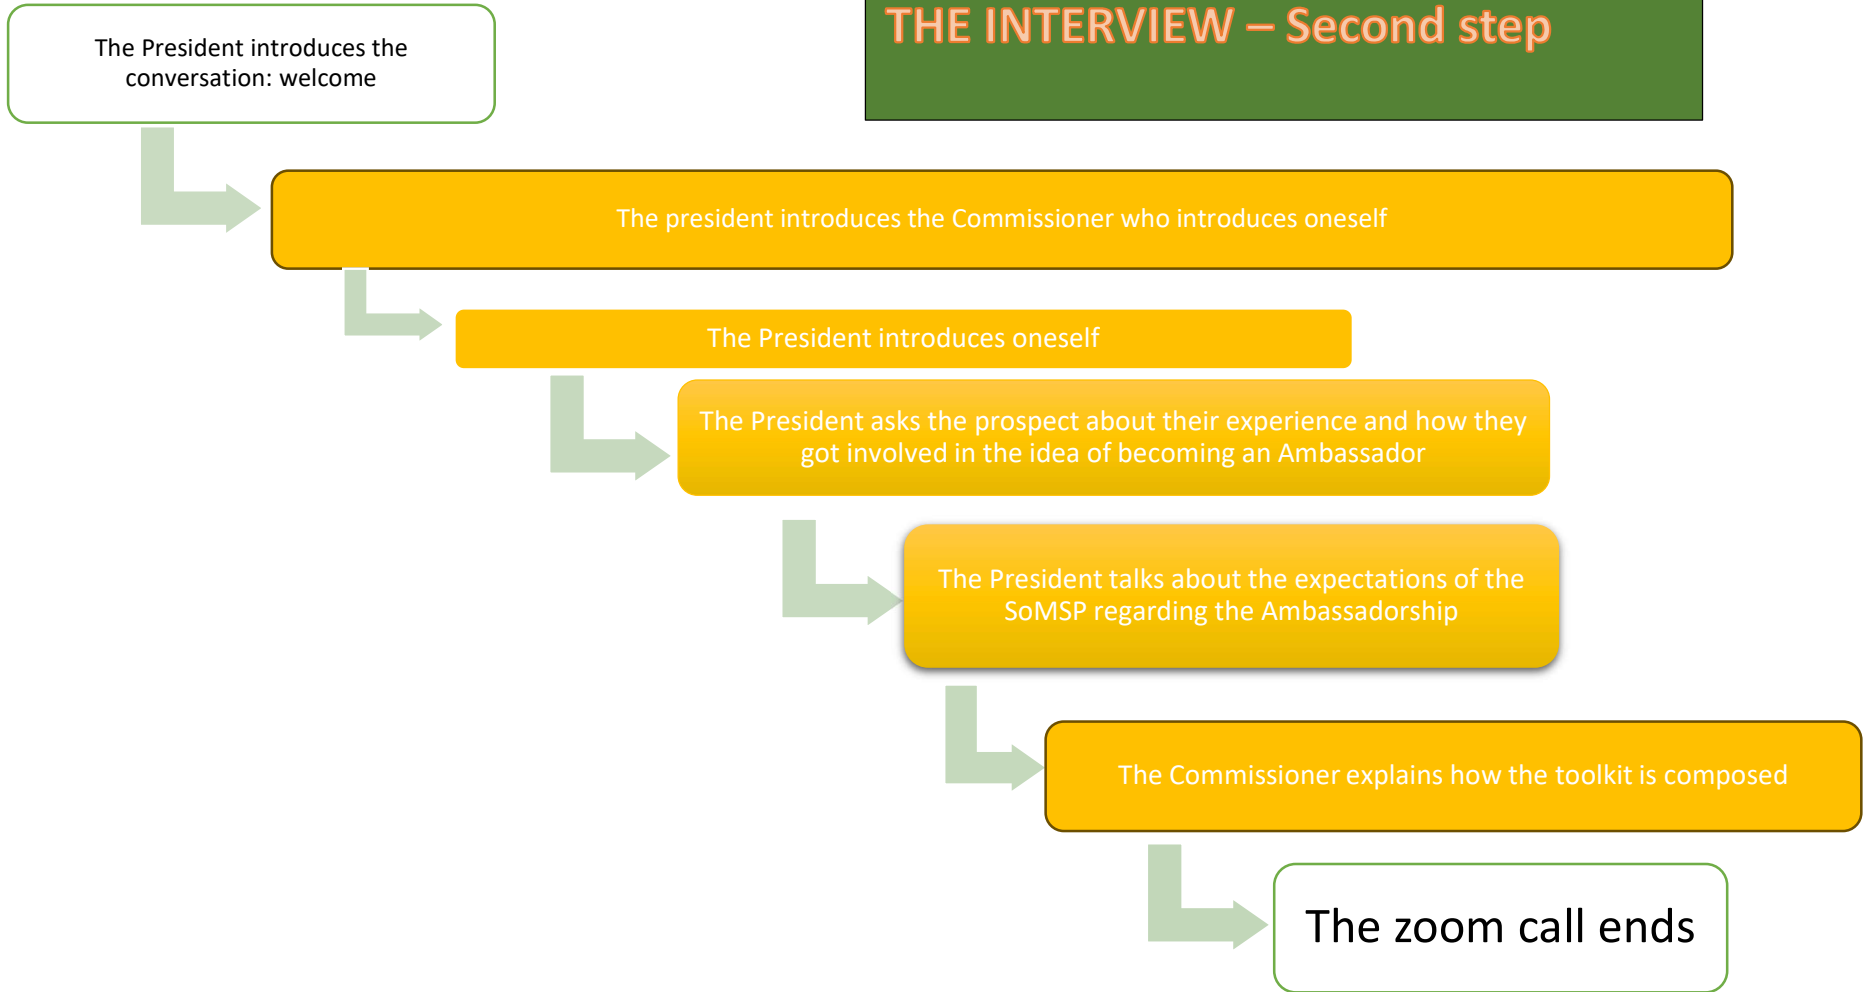 THE INTERVIEW – Second step
The President introduces the
conversation: welcome
The president introduces the Commissioner who introduces oneself
The President introduces oneself
The President asks the prospect about their experience and how they
got involved in the idea of becoming an Ambassador
The President talks about the expectations of the
SoMSP regarding the Ambassadorship
The Commissioner explains how the toolkit is composed
The zoom call ends